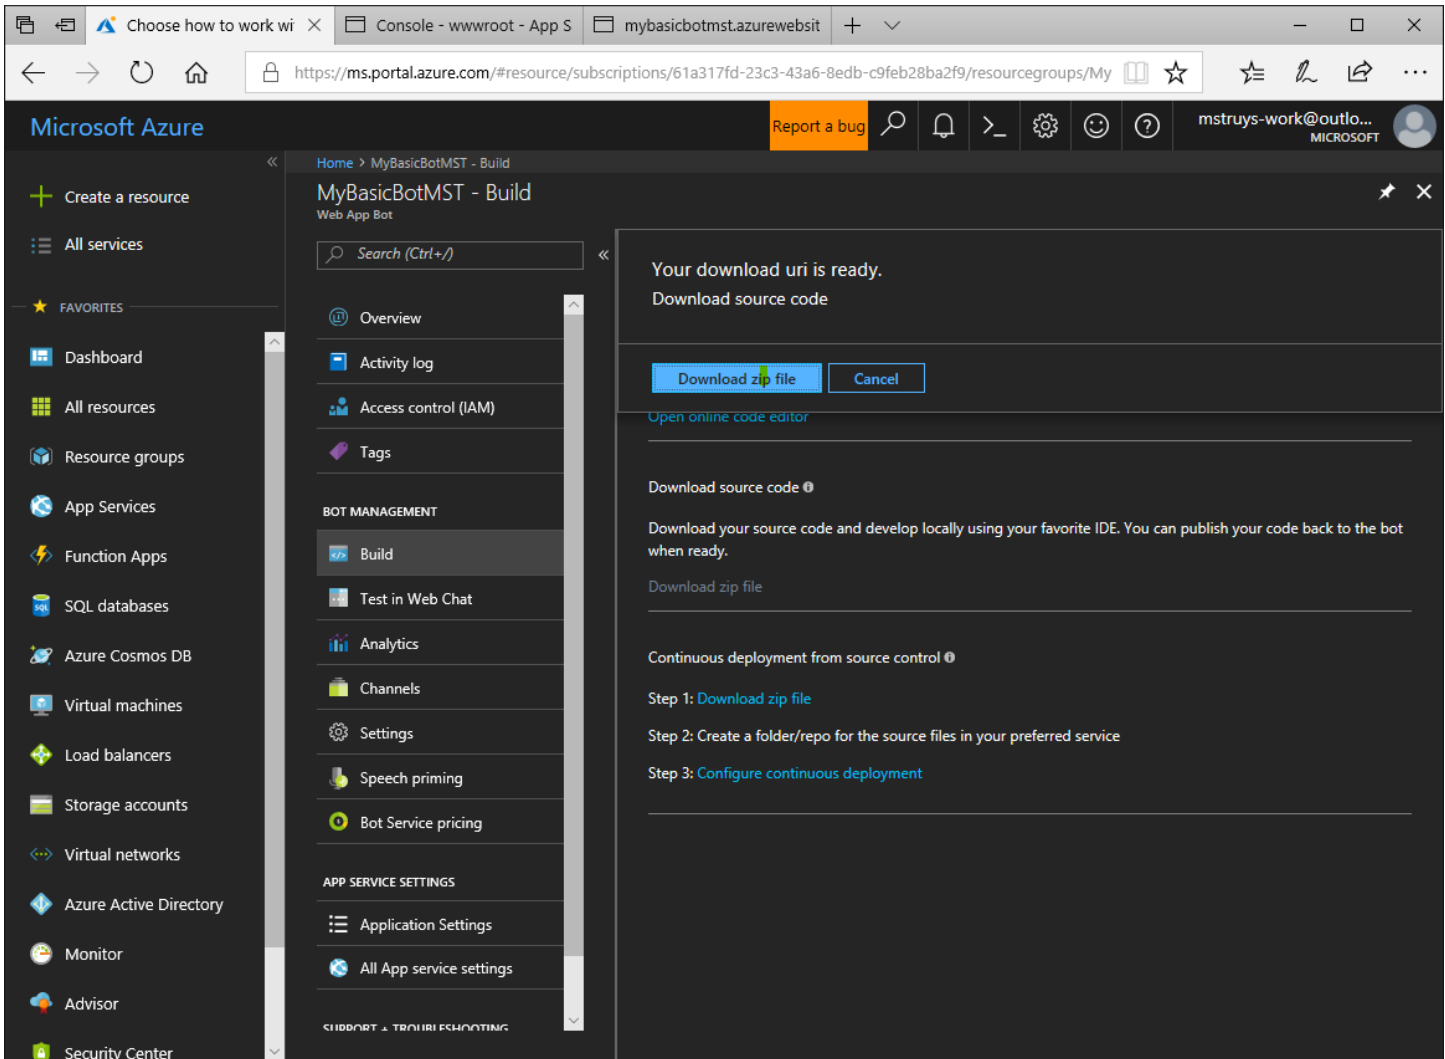 Choose how to work wi
Console - wwwroot - App S
mybasicbotmst.azurewebsit
https://ms.portal.azure.com/#resource/subscriptions/61a317fd-23c3-43a6-8edb-c9feb28ba2f9/resourcegroups/My
Microsoft Azure
Report a bug
mstruys-work@outlo...
MICROSOFT
Create a resource
All services
FAVORITES
Dashboard
All resources
Resource groups
App Services
Function Apps
SQL databases
Azure Cosmos DB
Virtual machines
Load balancers
Storage accounts
Virtual networks
Azure Active Directory
Monitor
Advisor
Security Center
Home > MyBasicBotMST - Build
MyBasicBotMST - Build
Web App Bot
Search (Ctrl+/)
Overview
Activity log
Access control (IAM)
Tags
BOT MANAGEMENT
Build
Test in Web Chat
Analytics
Channels
Settings
Speech priming
Bot Service pricing
APP SERVICE SETTINGS
Application Settings
All App service settings
SUPPORT + TROUBLESHOOTING
Your download uri is ready.
Download source code
Download zip file
Cancel
Open online code editor
Download source code
Download your source code and develop locally using your favorite IDE. You can publish your code back to the bot
when ready.
Download zip file
Continuous deployment from source control
Step 1: Download zip file
Step 2: Create a folder/repo for the source files in your preferred service
Step 3: Configure continuous deployment